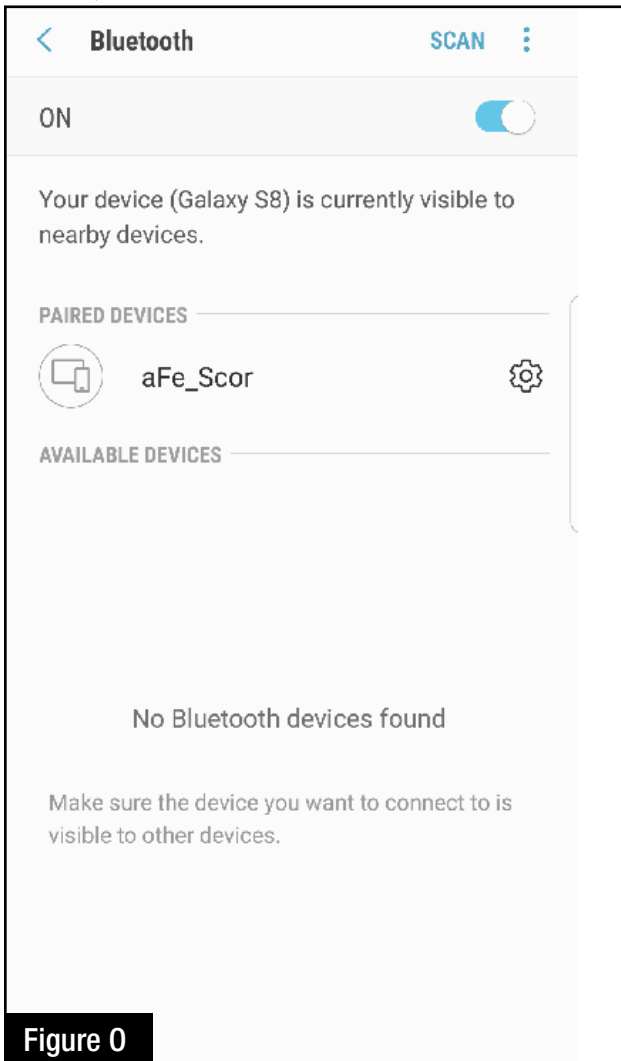 Bluetooth SCAN
ON
Your device (Galaxy S8) is currently visible to
nearby devices.
PAIRED DEVICES
aFe_Scor
AVAILABLE DEVICES
No Bluetooth devices found
Make sure the device you want to connect to is
visible to other devices.
Figure O